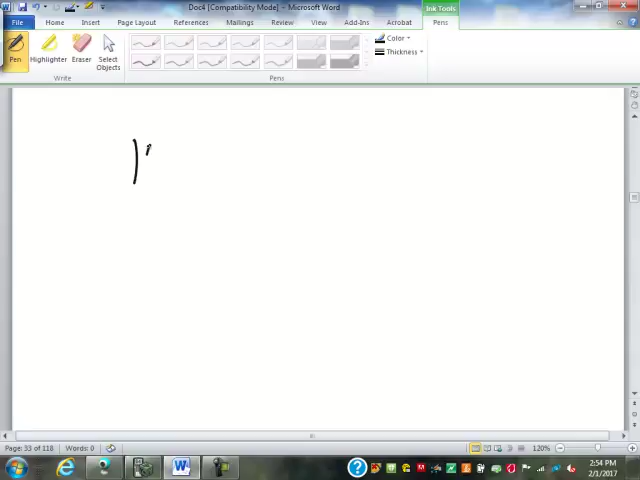 Doc4 [Compatibility Mode] - Microsoft Word
Ink Tools
File
Home
Insert
Page Layout
References
Mailings
Review
View
Add-Ins
Acrobat
Pens
Pen
Highlighter
Eraser
Select
Objects
Color
Thickness
Write
Pens
Page: 33 of 118
Words: 0
120%
2:54 PM
2/1/2017